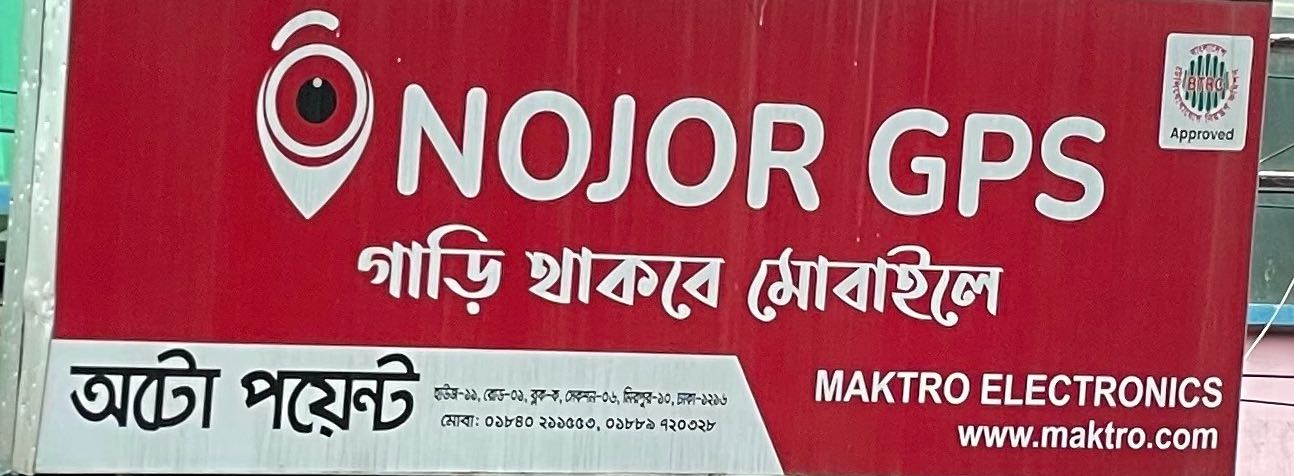 NOJOR GPS
BTRC
Approved
গাড়ি থাকবে মোবাইলে
অটো পয়েন্ট
হাউজ-১১, রোড-০১, ব্লক-ক, সেকশন-০৬, মিরপুর-১০, ঢাকা-১২১৬
মোবা: ০১৮৪০ ২১১৫৫৩, ০১৮৮৯ ৭২০৩২৮
MAKTRO ELECTRONICS
www.maktro.com